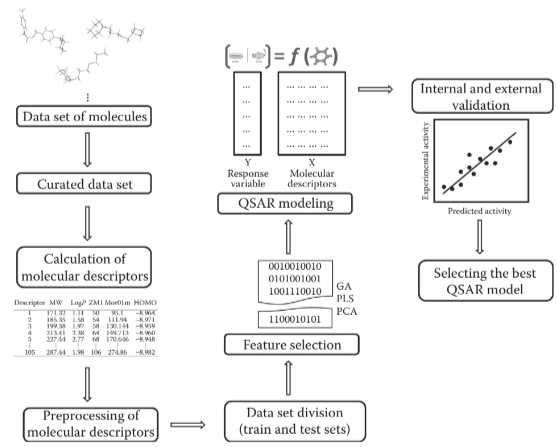 Data set of molecules
Curated data set
Calculation of
molecular descriptors
Descriptor MW LogP ZM1 Mor01m HOMO
1 171.32 1.11 50 95.1 −8.964
2 185.35 1.58 54 111.94 −8.971
3 199.38 1.97 58 130.144 −8.959
4 213.41 2.38 64 149.713 −8.960
5 227.44 2.77 68 170.646 −8.948
105 287.44 1.98 106 274.86 −8.982
Preprocessing of
molecular descriptors
Data set division
(train and test sets)
Feature selection
0010010010
0101001001
1001110010
1100010101
GA
PLS
PCA
QSAR modeling
Y
Response
variable
X
Molecular
descriptors
= f
Internal and external
validation
Experimental activity
Predicted activity
Selecting the best
QSAR model